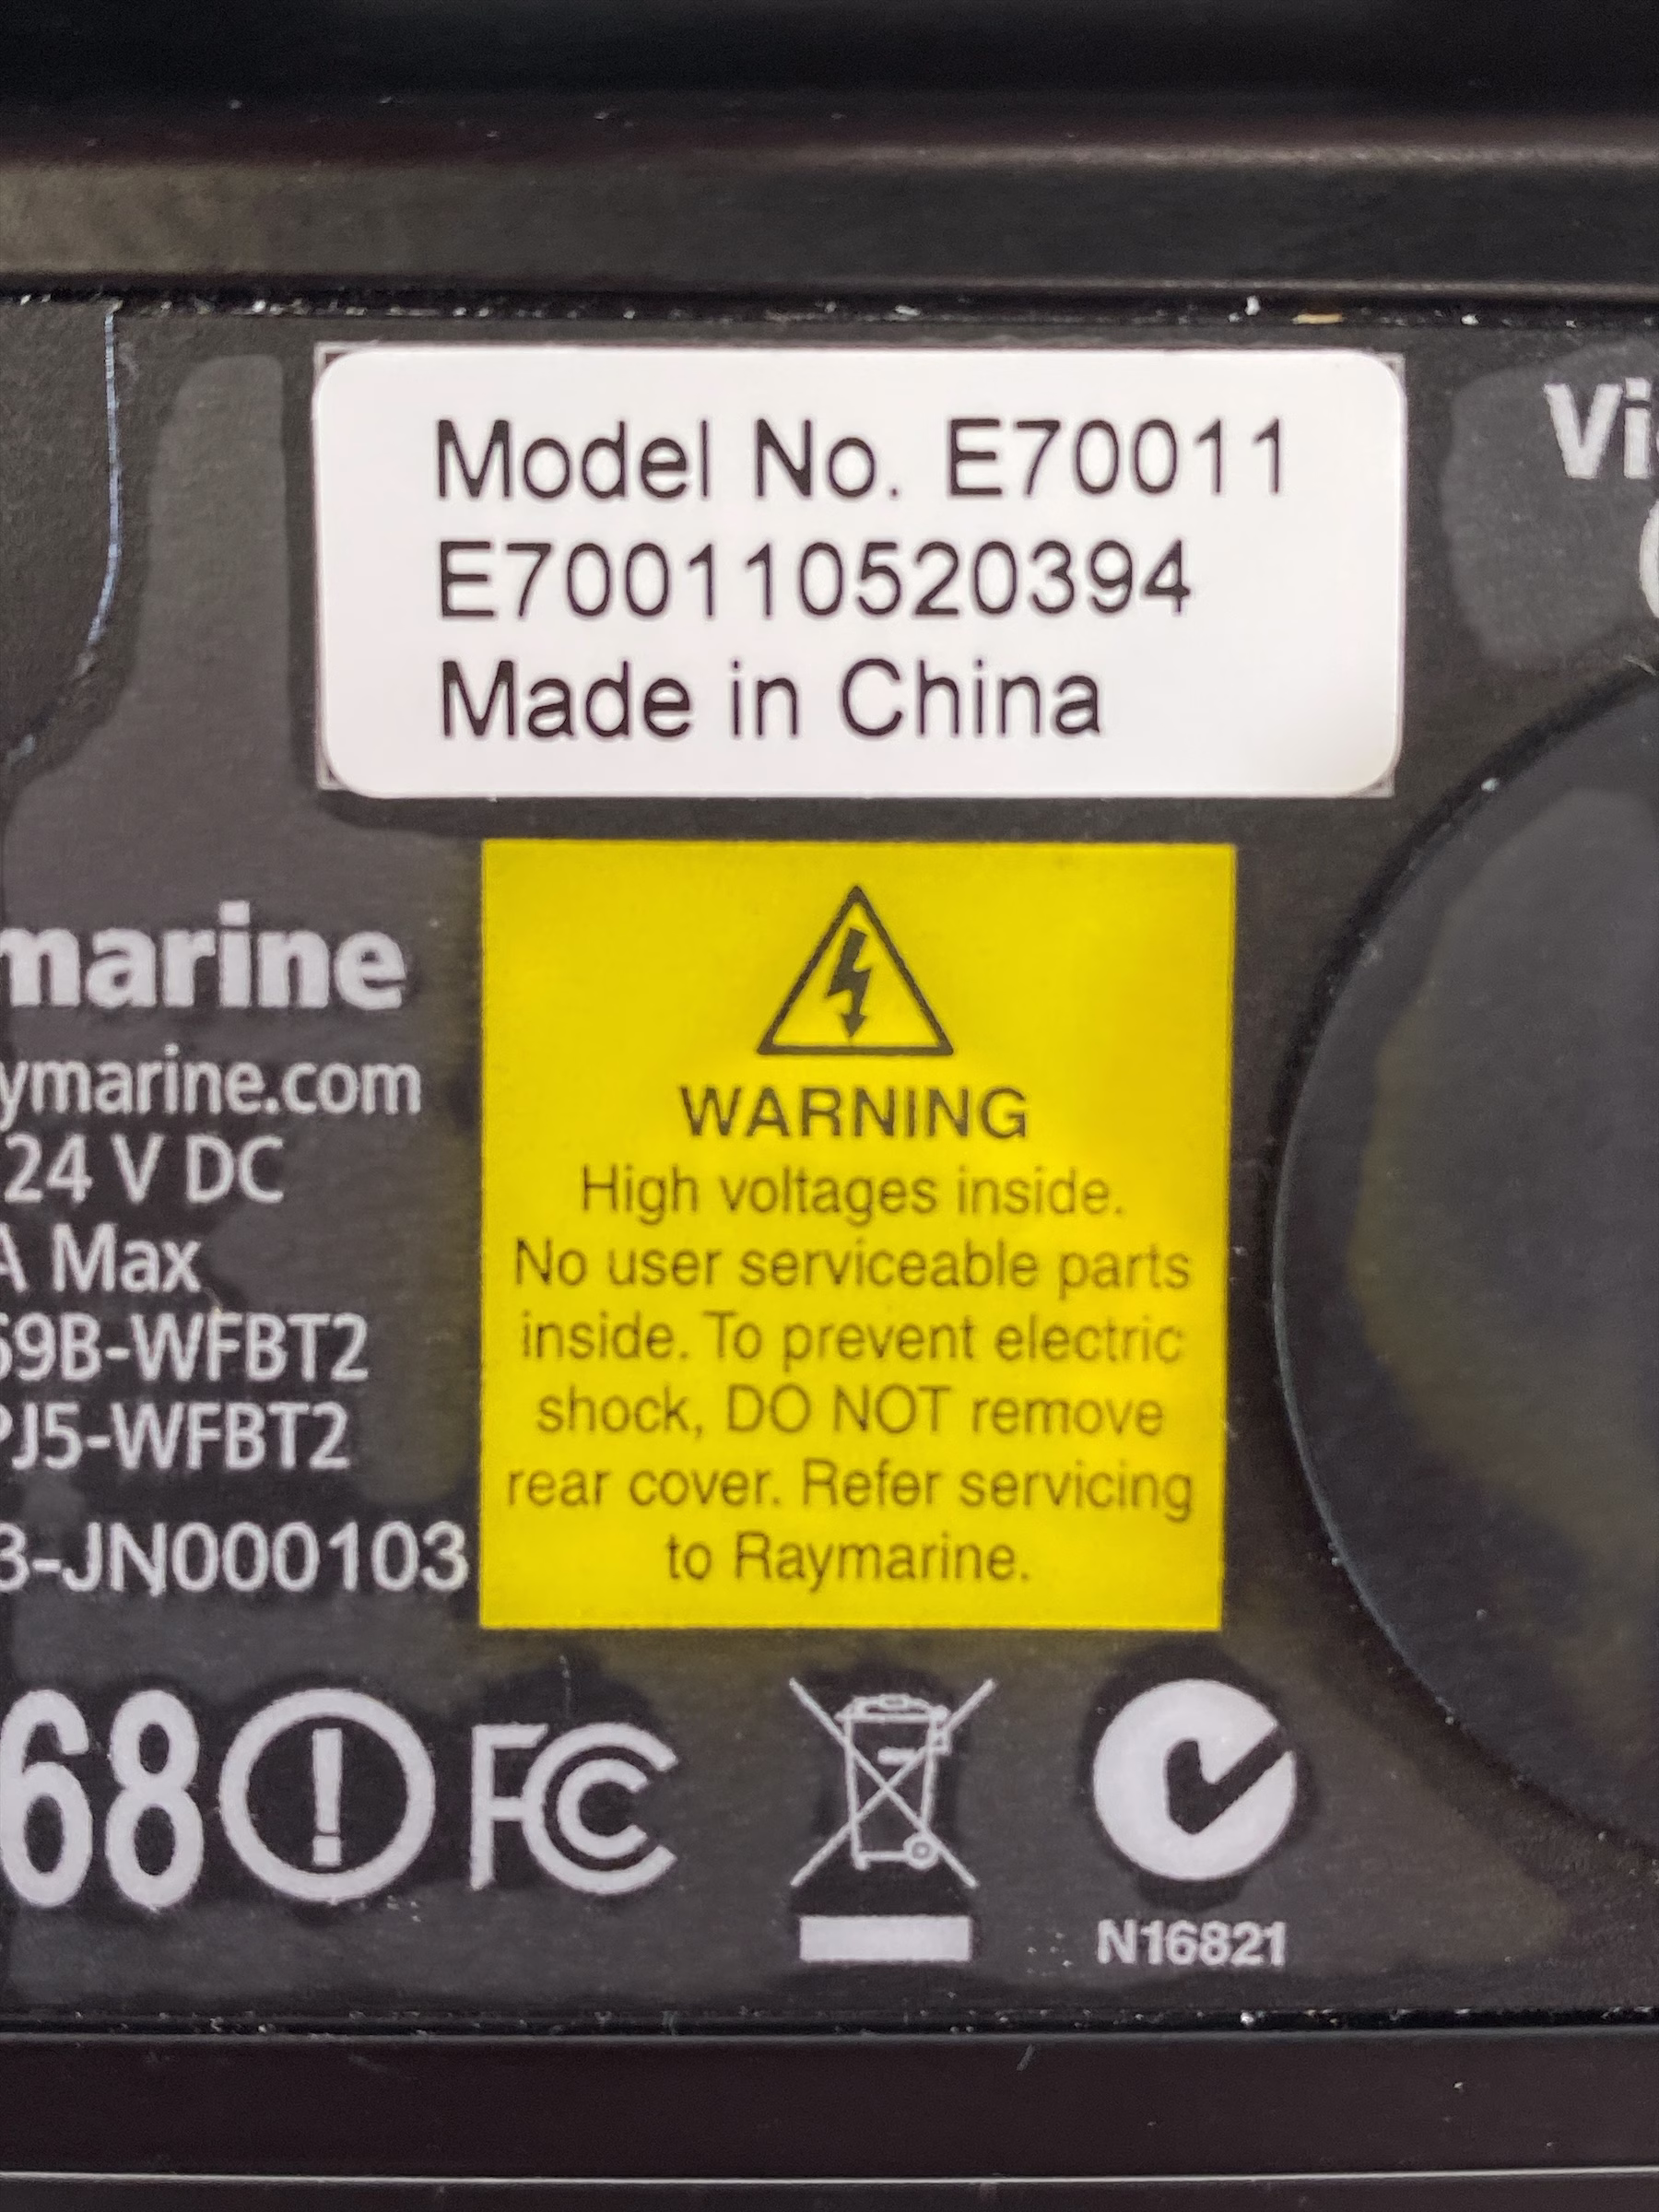 Model No. E70011
E700110520394
Made in China
Vi
marine
ymarine.com
24 V DC
A Max
69B-WFBT2
PJ5-WFBT2
3-JN000103
WARNING
High voltages inside.
No user serviceable parts
inside. To prevent electric
shock, DO NOT remove
rear cover. Refer servicing
to Raymarine.
68
FC
N16821